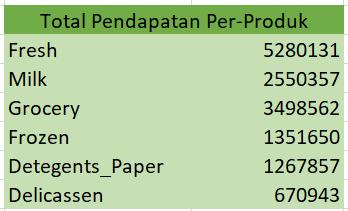 Total Pendapatan Per-Produk
Fresh 5280131
Milk 2550357
Grocery 3498562
Frozen 1351650
Detegents_Paper 1267857
Delicassen 670943